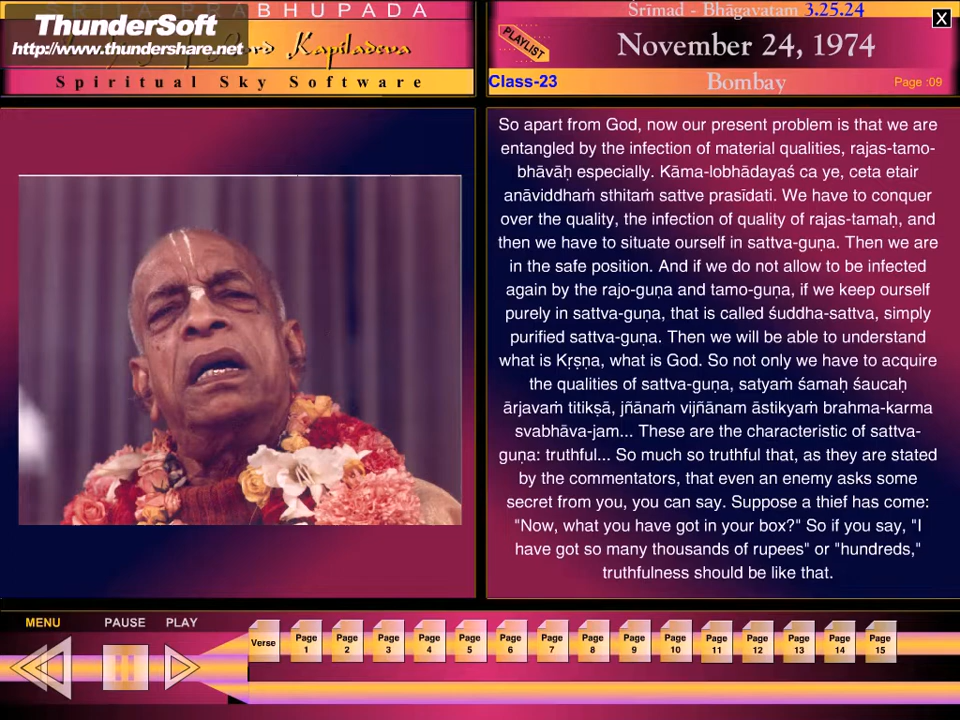 SRILA PRABHUPADA
ThunderSoft
http://www.thundershare.net
3rd Kapiladeva
Spiritual Sky Software
PLAYLIST
Class-23
Śrīmad - Bhāgavatam 3.25.24
November 24, 1974
Bombay
Page :09
X
So apart from God, now our present problem is that we are
entangled by the infection of material qualities, rajas-tamo-
bhāvāḥ especially. Kāma-lobhādayaś ca ye, ceta etair
anāviddhaṁ sthitaṁ sattve prasīdati. We have to conquer
over the quality, the infection of quality of rajas-tamaḥ, and
then we have to situate ourself in sattva-guṇa. Then we are
in the safe position. And if we do not allow to be infected
again by the rajo-guṇa and tamo-guṇa, if we keep ourself
purely in sattva-guṇa, that is called śuddha-sattva, simply
purified sattva-guṇa. Then we will be able to understand
what is Kṛṣṇa, what is God. So not only we have to acquire
the qualities of sattva-guṇa, satyaṁ śamaḥ śaucaḥ
ārjavaṁ titikṣā, jñānaṁ vijñānam āstikyaṁ brahma-karma
svabhāva-jam... These are the characteristic of sattva-
guṇa: truthful... So much so truthful that, as they are stated
by the commentators, that even an enemy asks some
secret from you, you can say. Suppose a thief has come:
"Now, what you have got in your box?" So if you say, "I
have got so many thousands of rupees" or "hundreds,"
truthfulness should be like that.
MENU PAUSE PLAY
Verse
Page 1
Page 2
Page 3
Page 4
Page 5
Page 6
Page 7
Page 8
Page 9
Page 10
Page 11
Page 12
Page 13
Page 14
Page 15